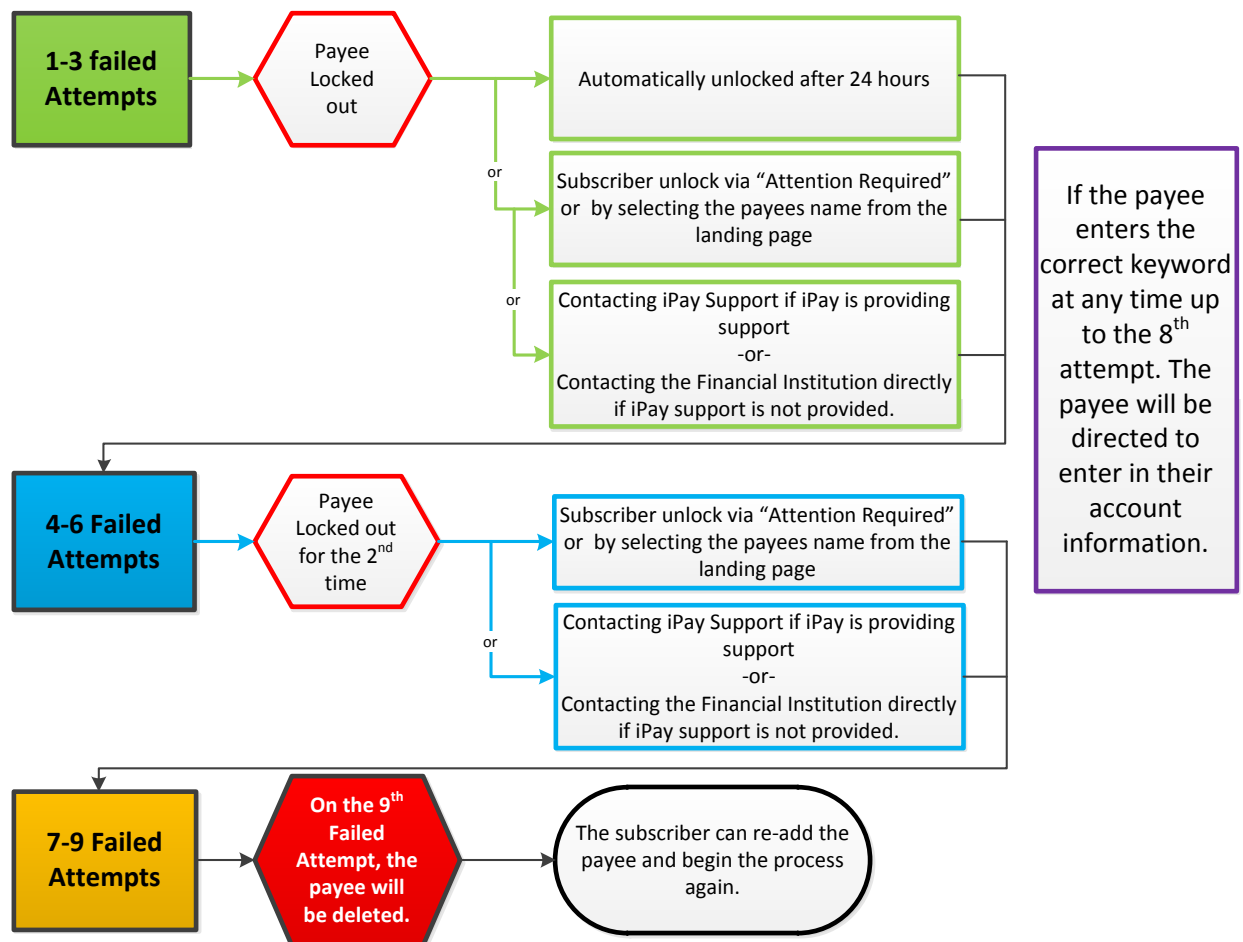 1-3 failed
Attempts
Payee
Locked
out
Automatically unlocked after 24 hours
or
Subscriber unlock via “Attention Required”
or  by selecting the payees name from the
landing page
or
Contacting iPay Support if iPay is providing
support
-or-
Contacting the Financial Institution directly
if iPay support is not provided.
If the payee
enters the
correct keyword
at any time up
to the 8th
attempt. The
payee will be
directed to
enter in their
account
information.
4-6 Failed
Attempts
Payee
Locked out
for the 2nd
time
Subscriber unlock via “Attention Required”
or  by selecting the payees name from the
landing page
or
Contacting iPay Support if iPay is providing
support
-or-
Contacting the Financial Institution directly
if iPay support is not provided.
7-9 Failed
Attempts
On the 9th
Failed
Attempt, the
payee will
be deleted.
The subscriber can re-add the
payee and begin the process
again.